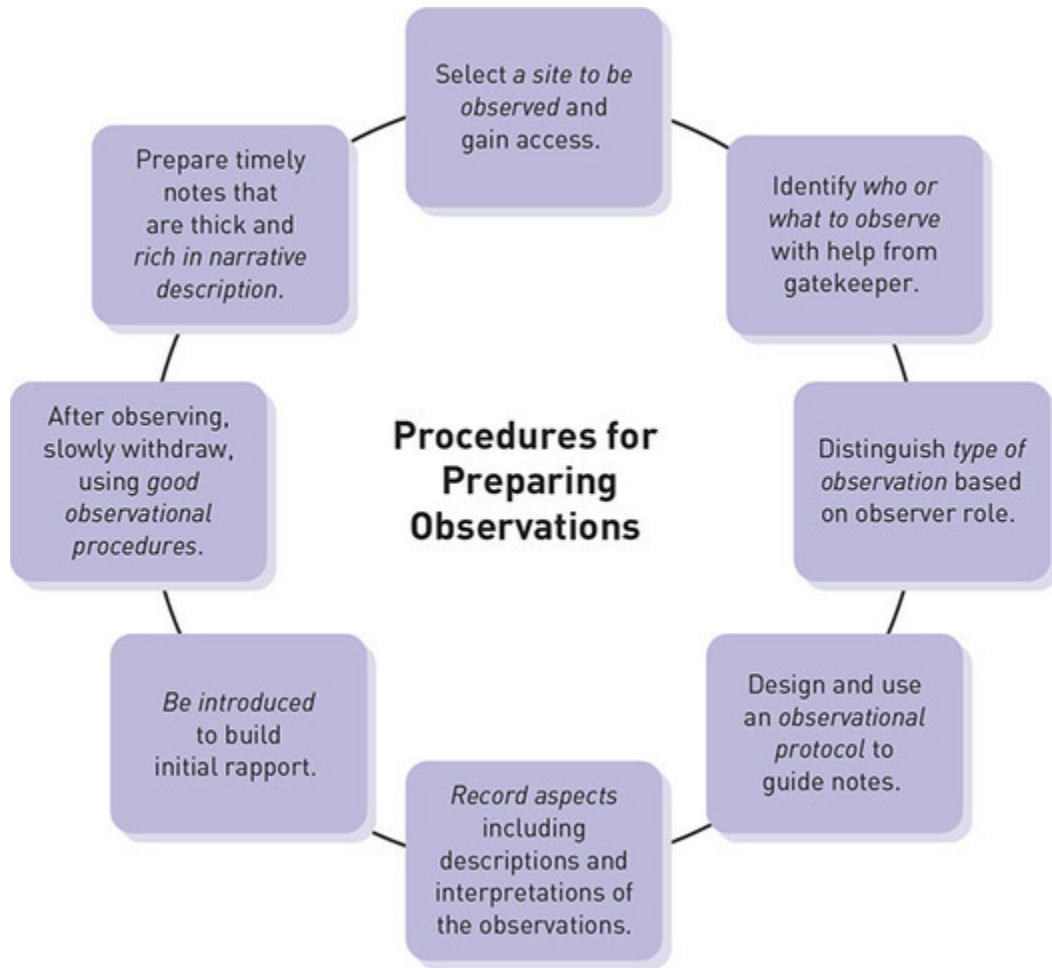 Procedures for
Preparing
Observations
Select a site to be
observed and
gain access.
Identify who or
what to observe
with help from
gatekeeper.
Distinguish type of
observation based
on observer role.
Design and use
an observational
protocol to
guide notes.
Record aspects
including
descriptions and
interpretations of
the observations.
Be introduced
to build
initial rapport.
After observing,
slowly withdraw,
using good
observational
procedures.
Prepare timely
notes that
are thick and
rich in narrative
description.